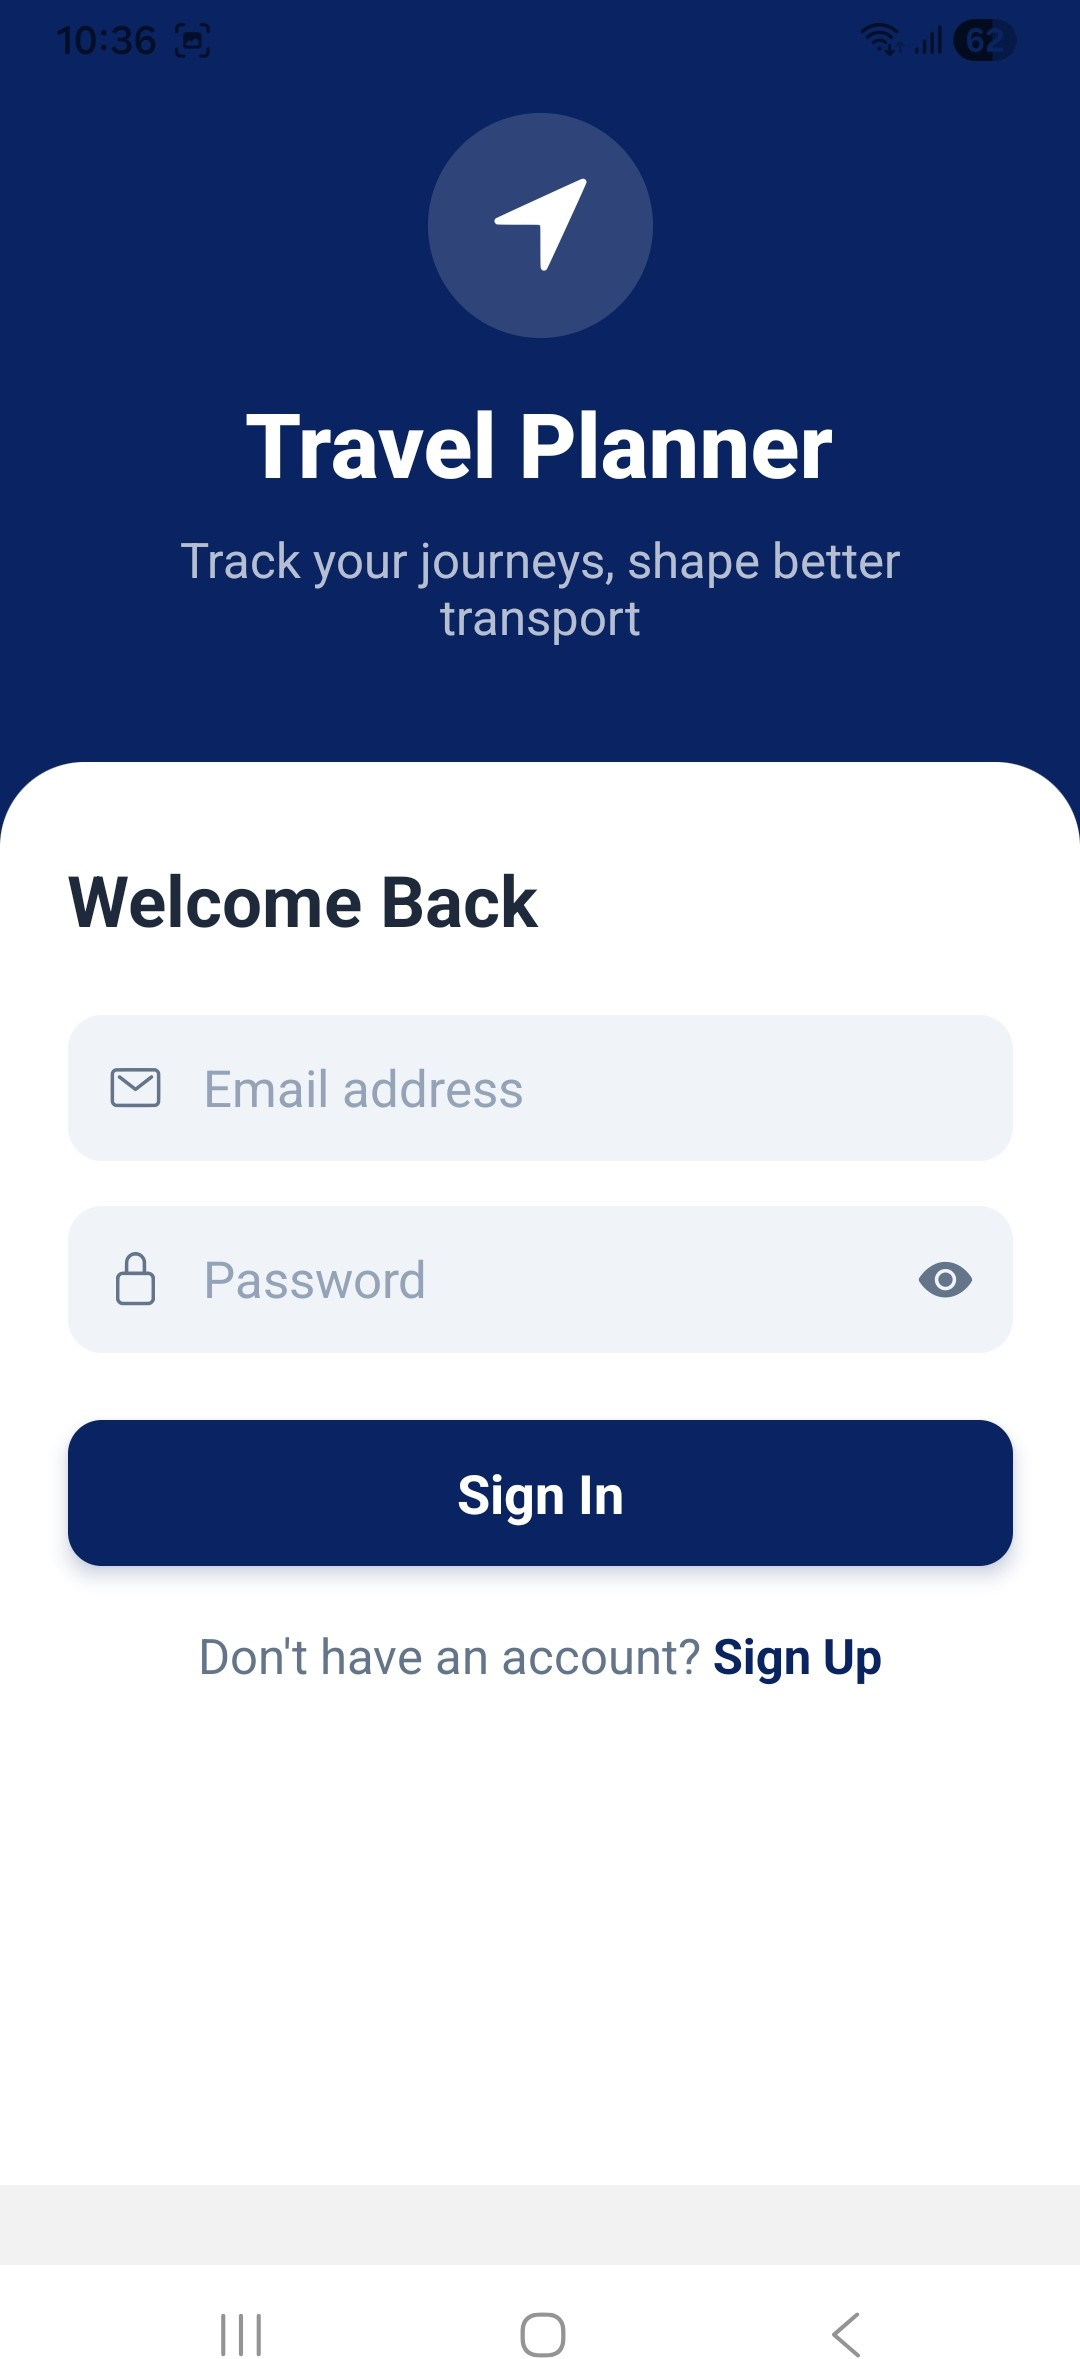 10:36
62
Travel Planner
Track your journeys, shape better
transport
Welcome Back
Email address
Password
Sign In
Don't have an account? Sign Up